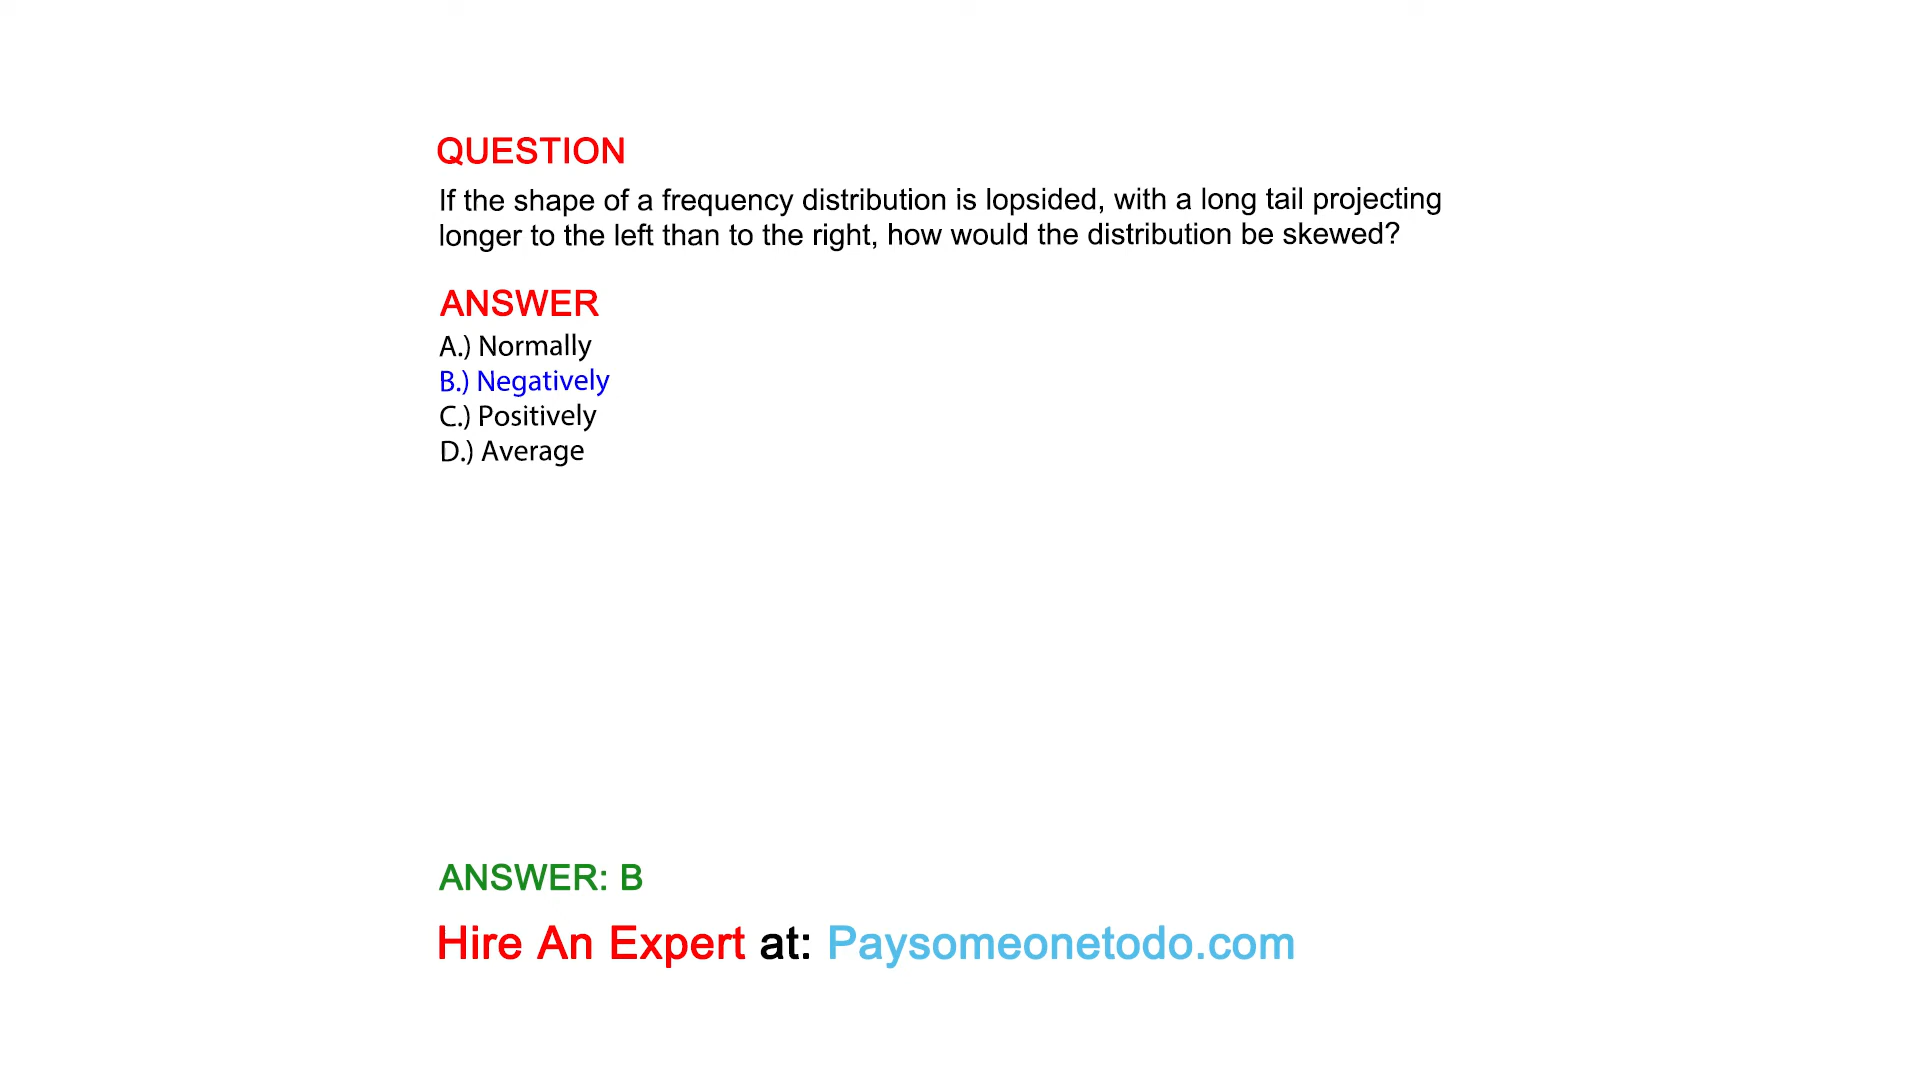 QUESTION
If the shape of a frequency distribution is lopsided, with a long tail projecting
longer to the left than to the right, how would the distribution be skewed?
ANSWER
A.) Normally
B.) Negatively
C.) Positively
D.) Average
ANSWER: B
Hire An Expert at: Paysomeonetodo.com